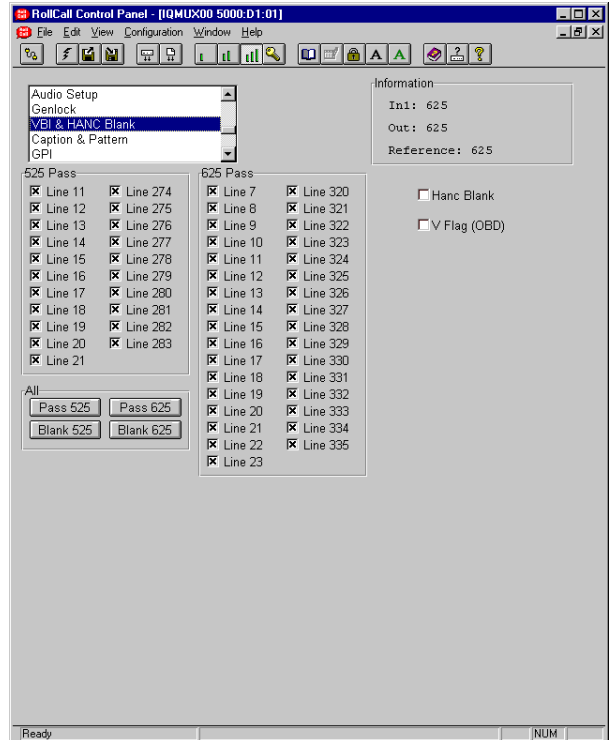 RollCall Control Panel - [IQMUX00 5000:D1:01]
File Edit View Configuration Window Help
A A
Audio Setup
Genlock
VBI & HANC Blank
Caption & Pattern
GPI
Information
In1: 625
Out: 625
Reference: 625
525 Pass
Line 11 Line 274
Line 12 Line 275
Line 13 Line 276
Line 14 Line 277
Line 15 Line 278
Line 16 Line 279
Line 17 Line 280
Line 18 Line 281
Line 19 Line 282
Line 20 Line 283
Line 21
All
Pass 525 Pass 625
Blank 525 Blank 625
625 Pass
Line 7 Line 320
Line 8 Line 321
Line 9 Line 322
Line 10 Line 323
Line 11 Line 324
Line 12 Line 325
Line 13 Line 326
Line 14 Line 327
Line 15 Line 328
Line 16 Line 329
Line 17 Line 330
Line 18 Line 331
Line 19 Line 332
Line 20 Line 333
Line 21 Line 334
Line 22 Line 335
Line 23
Hanc Blank
V Flag (OBD)
Ready
NUM